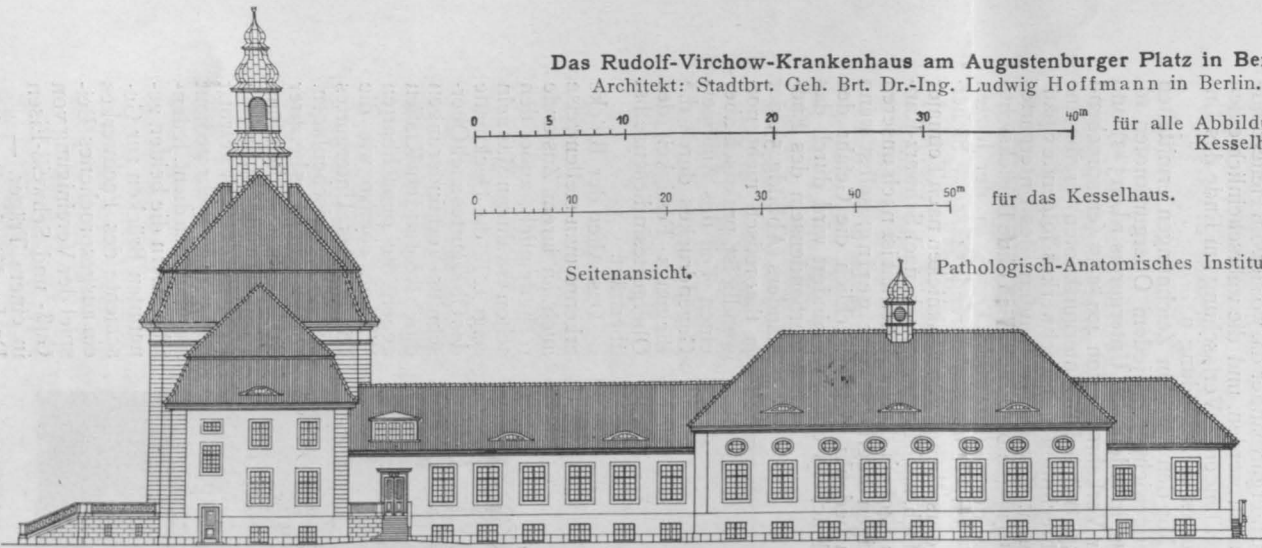 Das Rudolf-Virchow-Krankenhaus am Augustenburger Platz in Be
Architekt: Stadtbrt. Geh. Brt. Dr.-Ing. Ludwig Hoffmann in Berlin.
0 5 10 20 30 40m für alle Abbild
Kesselh
0 10 20 30 40 50m für das Kesselhaus.
Seitenansicht.
Pathologisch-Anatomisches Institu